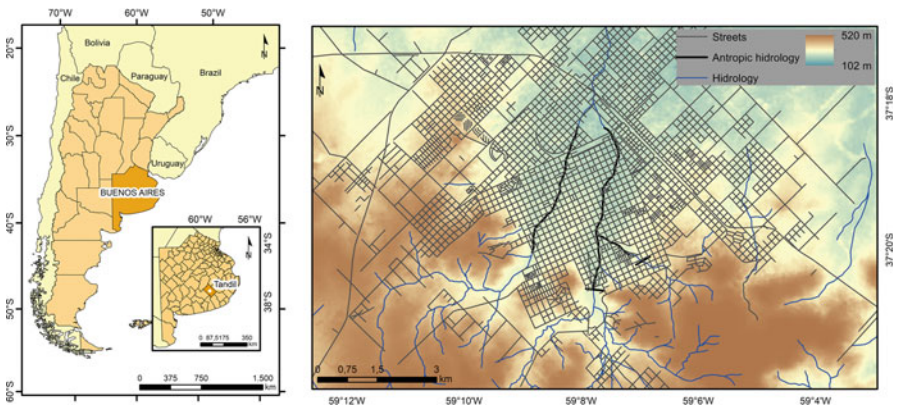 70°W 60°W 50°W
20°S
30°S
40°S
50°S
60°S
N
Bolivia
Chile
Paraguay
Brazil
Uruguay
BUENOS AIRES
60°W 56°W
N
34°S
38°S
Tandil
0 87,5175 350
km
0 375 750 1.500
km
N
Streets
Antropic hydrology
Hidrology
520 m
102 m
37°18'S
37°20'S
0 0,75 1,5 3
km
59°12'W 59°10'W 59°8'W 59°6'W 59°4'W